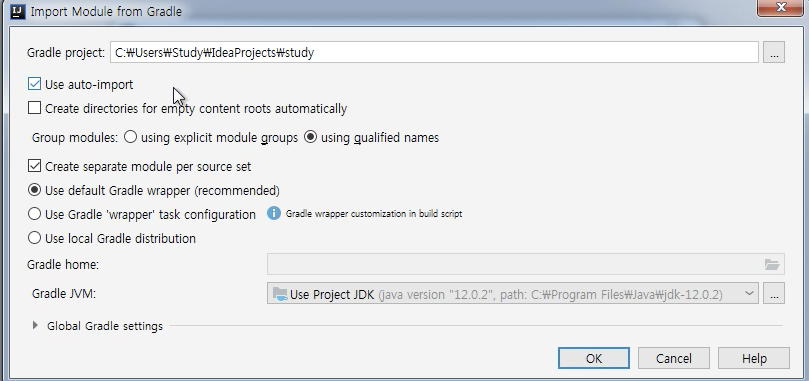 Import Module from Gradle
Gradle project: C:₩Users₩Study₩IdeaProjects₩study ...
Use auto-import
Create directories for empty content roots automatically
Group modules: using explicit module groups using qualified names
Create separate module per source set
Use default Gradle wrapper (recommended)
Use Gradle 'wrapper' task configuration Gradle wrapper customization in build script
Use local Gradle distribution
Gradle home:
Gradle JVM: Use Project JDK (java version "12.0.2", path: C:₩Program Files₩Java₩jdk-12.0.2) ...
Global Gradle settings
OK Cancel Help